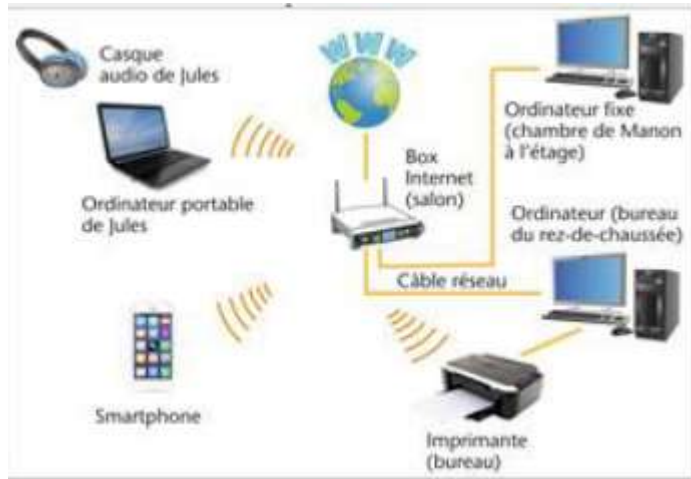 Casque
audio de Jules
WWW
Ordinateur portable
de Jules
Box
Internet
(salon)
Ordinateur fixe
(chambre de Manon
à l'étage)
Ordinateur (bureau
du rez-de-chaussée)
Câble réseau
Smartphone
Imprimante
(bureau)